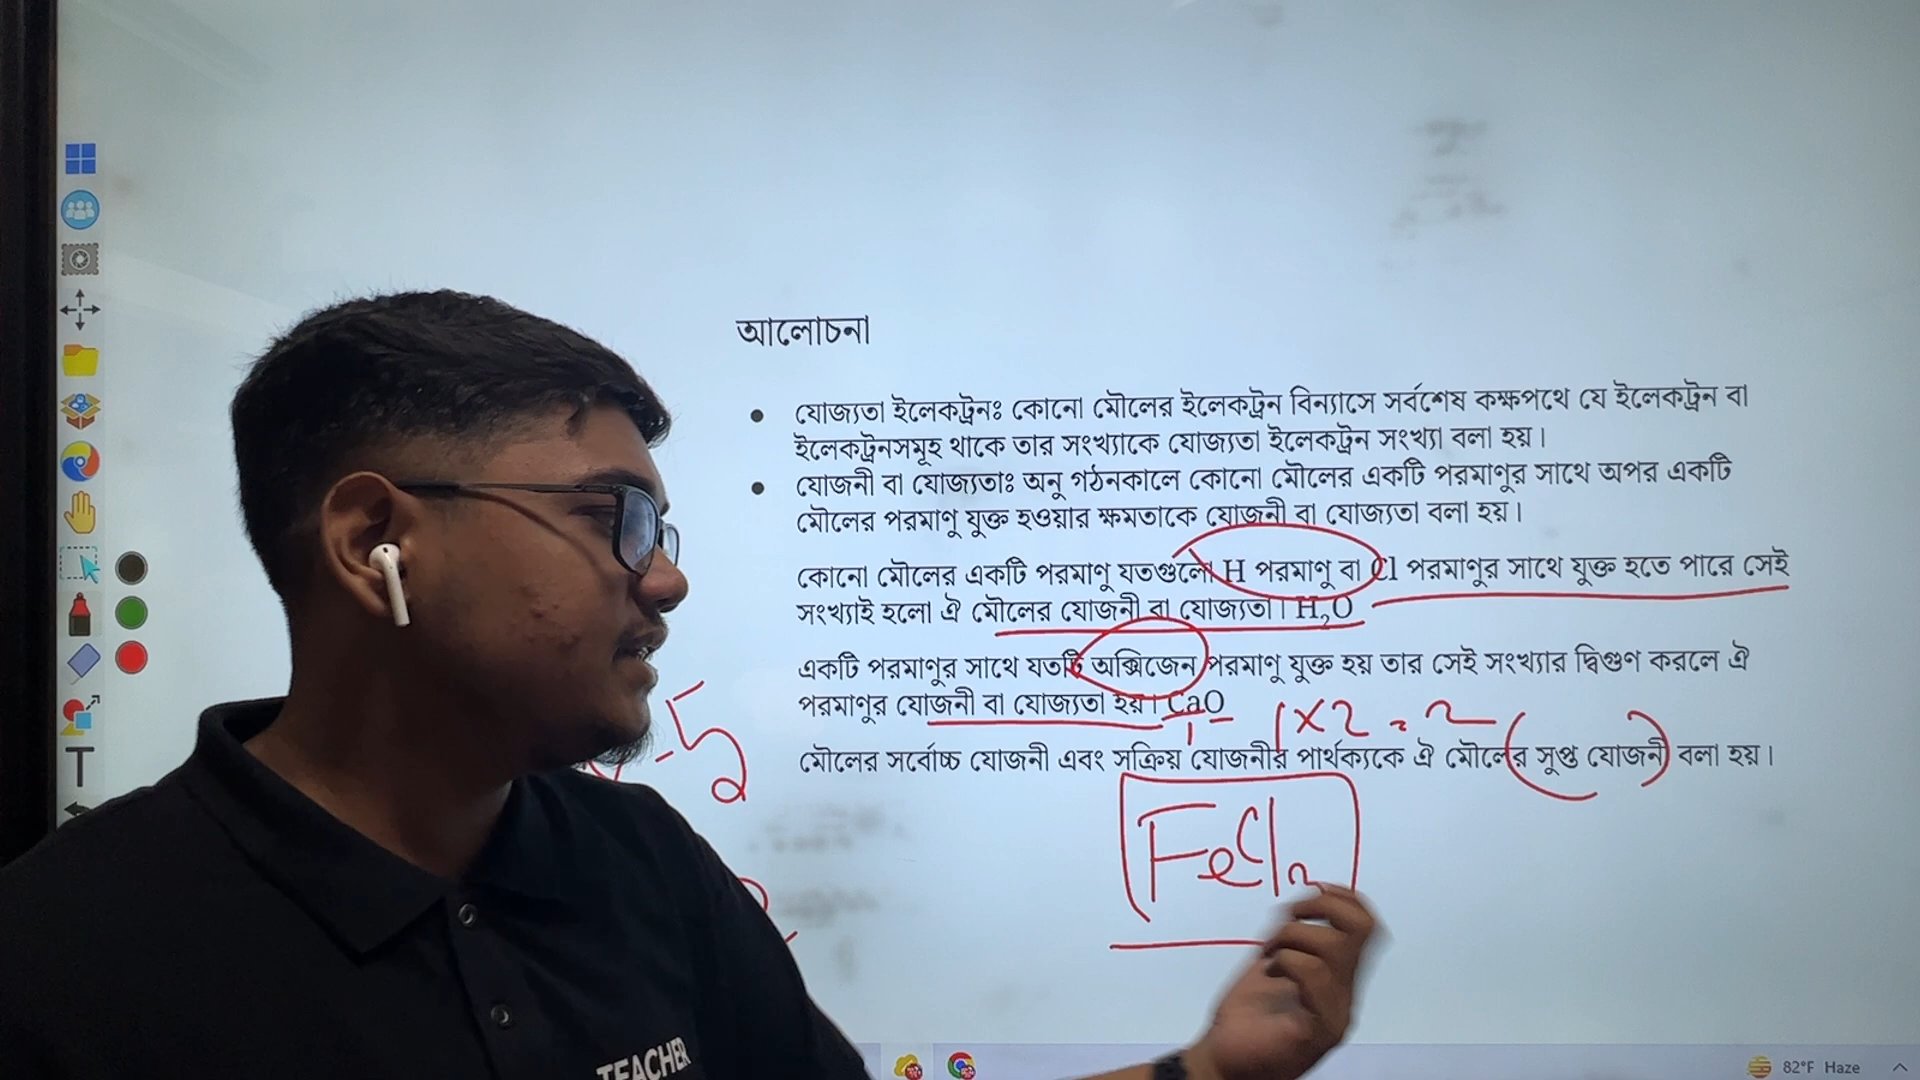 আলোচনা
যোজ্যতা ইলেকট্রনঃ কোনো মৌলের ইলেকট্রন বিন্যাসে সর্বশেষ কক্ষপথে যে ইলেকট্রন বা
ইলেকট্রনসমূহ থাকে তার সংখ্যাকে যোজ্যতা ইলেকট্রন সংখ্যা বলা হয়।
যোজনী বা যোজ্যতাঃ অনু গঠনকালে কোনো মৌলের একটি পরমাণুর সাথে অপর একটি
মৌলের পরমাণু যুক্ত হওয়ার ক্ষমতাকে যোজনী বা যোজ্যতা বলা হয়।
কোনো মৌলের একটি পরমাণু যতগুলো H পরমাণু বা Cl পরমাণুর সাথে যুক্ত হতে পারে সেই
সংখ্যাই হলো ঐ মৌলের যোজনী বা যোজ্যতা। H₂O
একটি পরমাণুর সাথে যতটি অক্সিজেন পরমাণু যুক্ত হয় তার সেই সংখ্যার দ্বিগুণ করলে ঐ
পরমাণুর যোজনী বা যোজ্যতা হয়। CaO
1×2 = 2
মৌলের সর্বোচ্চ যোজনী এবং সক্রিয় যোজনীর পার্থক্যকে ঐ মৌলের সুপ্ত যোজনী বলা হয়।
-5
FeCl₂
TEACHER
82°F Haze